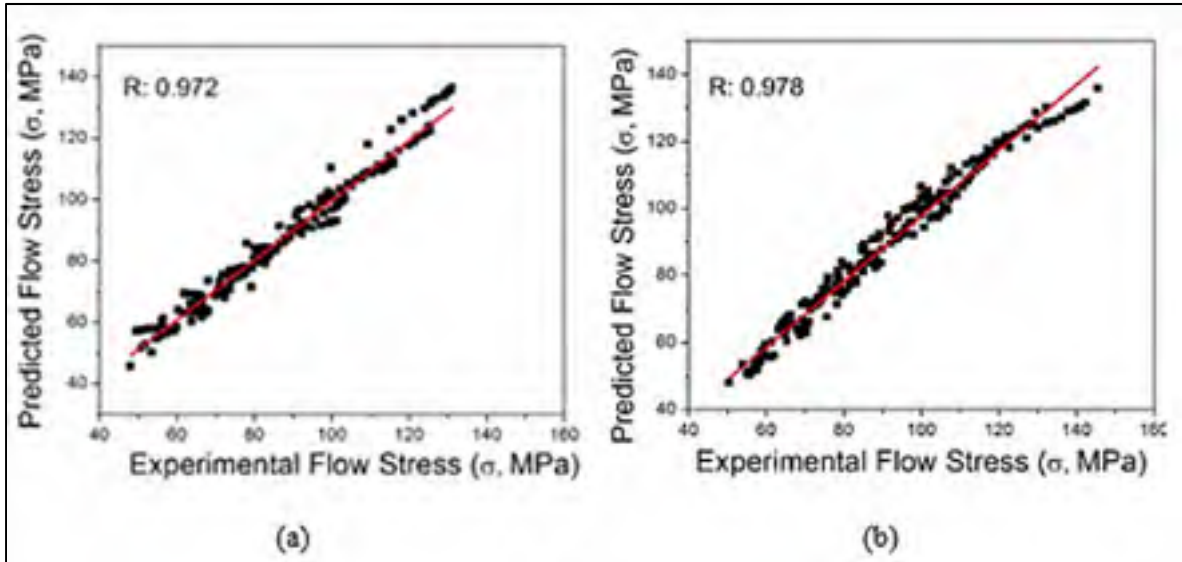 R: 0.972
Predicted Flow Stress (σ, MPa)
140
120
100
80
60
40
40 60 80 100 120 140 160
Experimental Flow Stress (σ, MPa)
(a)
R: 0.978
Predicted Flow Stress (σ, MPa)
140
120
100
80
60
40
40 60 80 100 120 140 160
Experimental Flow Stress (σ, MPa)
(b)